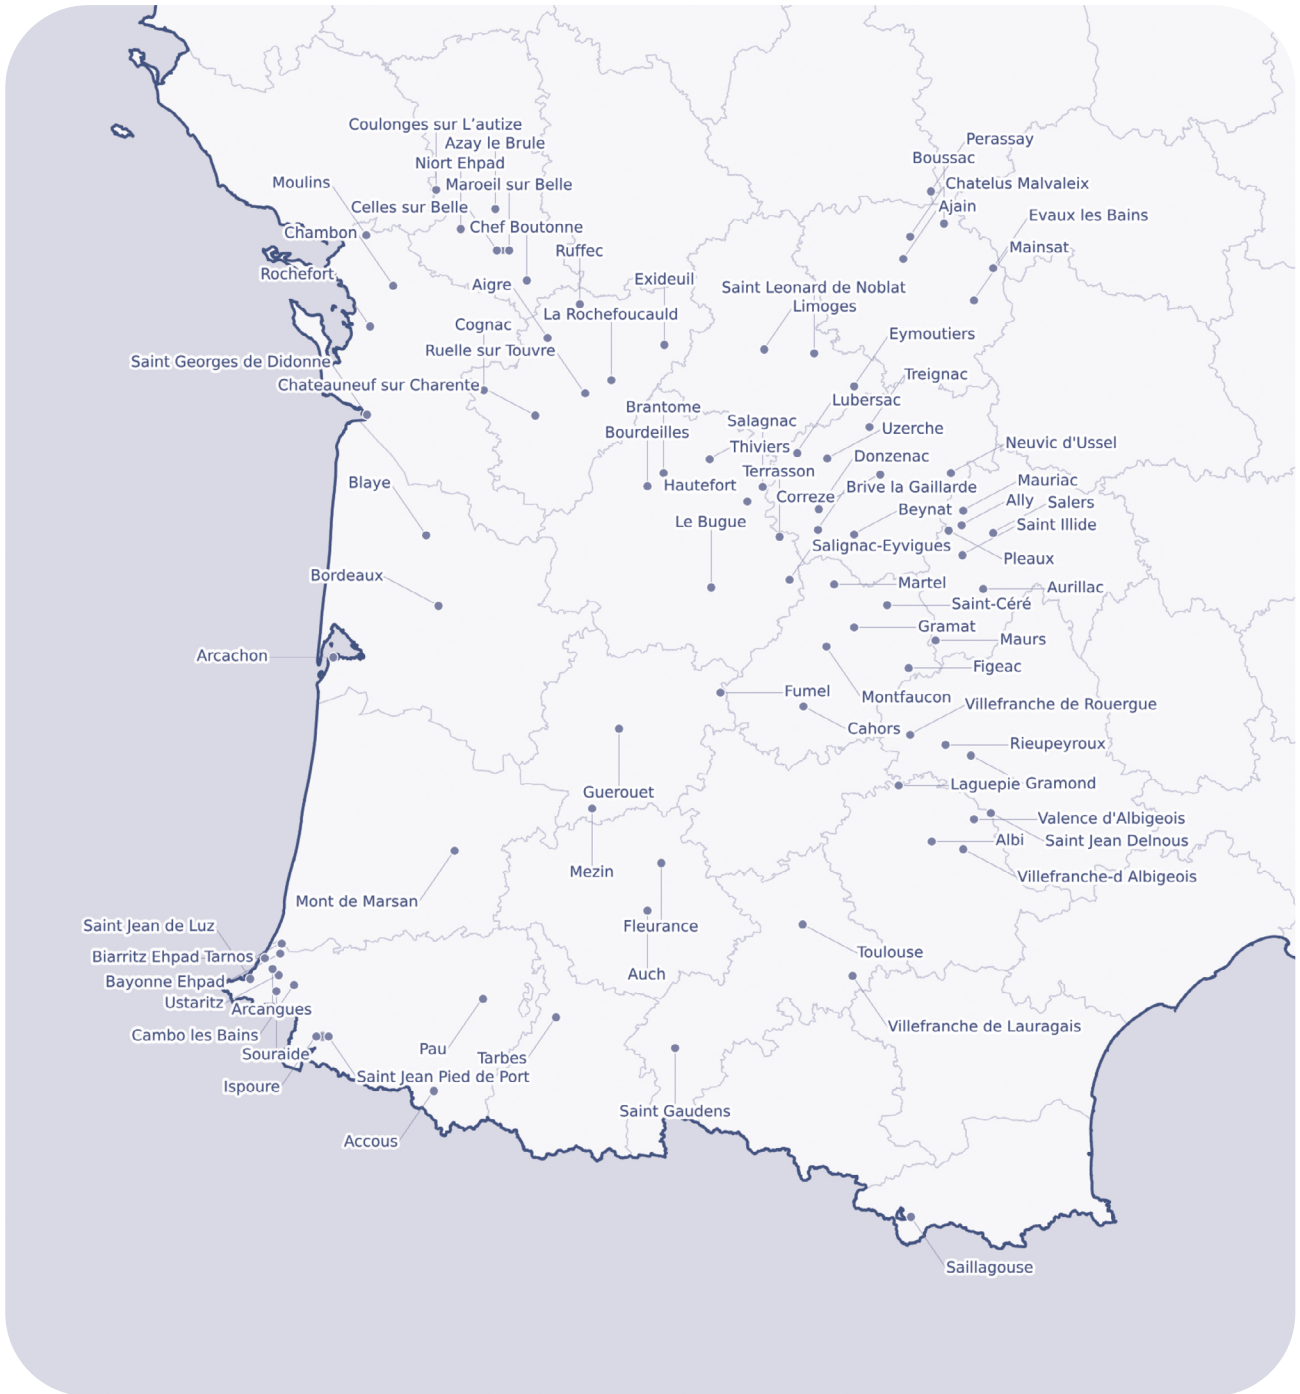 Coulonges sur L’autize
Perassay
Azay le Brule
Boussac
Niort Ehpad
Moulins
Maroeil sur Belle
Chatelus Malvaleix
Celles sur Belle
Ajain
Evaux les Bains
Chef Boutonne
Chambon
Mainsat
Ruffec
Rochefort
Exideuil
Aigre
Saint Leonard de Noblat
Limoges
La Rochefoucauld
Cognac
Eymoutiers
Ruelle sur Touvre
Saint Georges de Didonne
Treignac
Chateauneuf sur Charente
Lubersac
Brantome
Salagnac
Uzerche
Bourdeilles
Neuvic d'Ussel
Thiviers
Donzenac
Terrasson
Blaye
Mauriac
Hautefort
Brive la Gaillarde
Correze
Ally
Salers
Beynat
Le Bugue
Saint Illide
Salignac-Eyvigues
Pleaux
Bordeaux
Martel
Aurillac
Saint-Céré
Gramat
Maurs
Arcachon
Figeac
Fumel
Montfaucon
Villefranche de Rouergue
Cahors
Rieupeyroux
Laguepie
Gramond
Guerouet
Valence d'Albigeois
Albi
Saint Jean Delnous
Mezin
Villefranche-d Albigeois
Mont de Marsan
Saint Jean de Luz
Fleurance
Biarritz Ehpad
Tarnos
Toulouse
Auch
Bayonne Ehpad
Ustaritz
Arcangues
Villefranche de Lauragais
Cambo les Bains
Pau
Souraide
Tarbes
Saint Jean Pied de Port
Ispoure
Saint Gaudens
Accous
Saillagouse